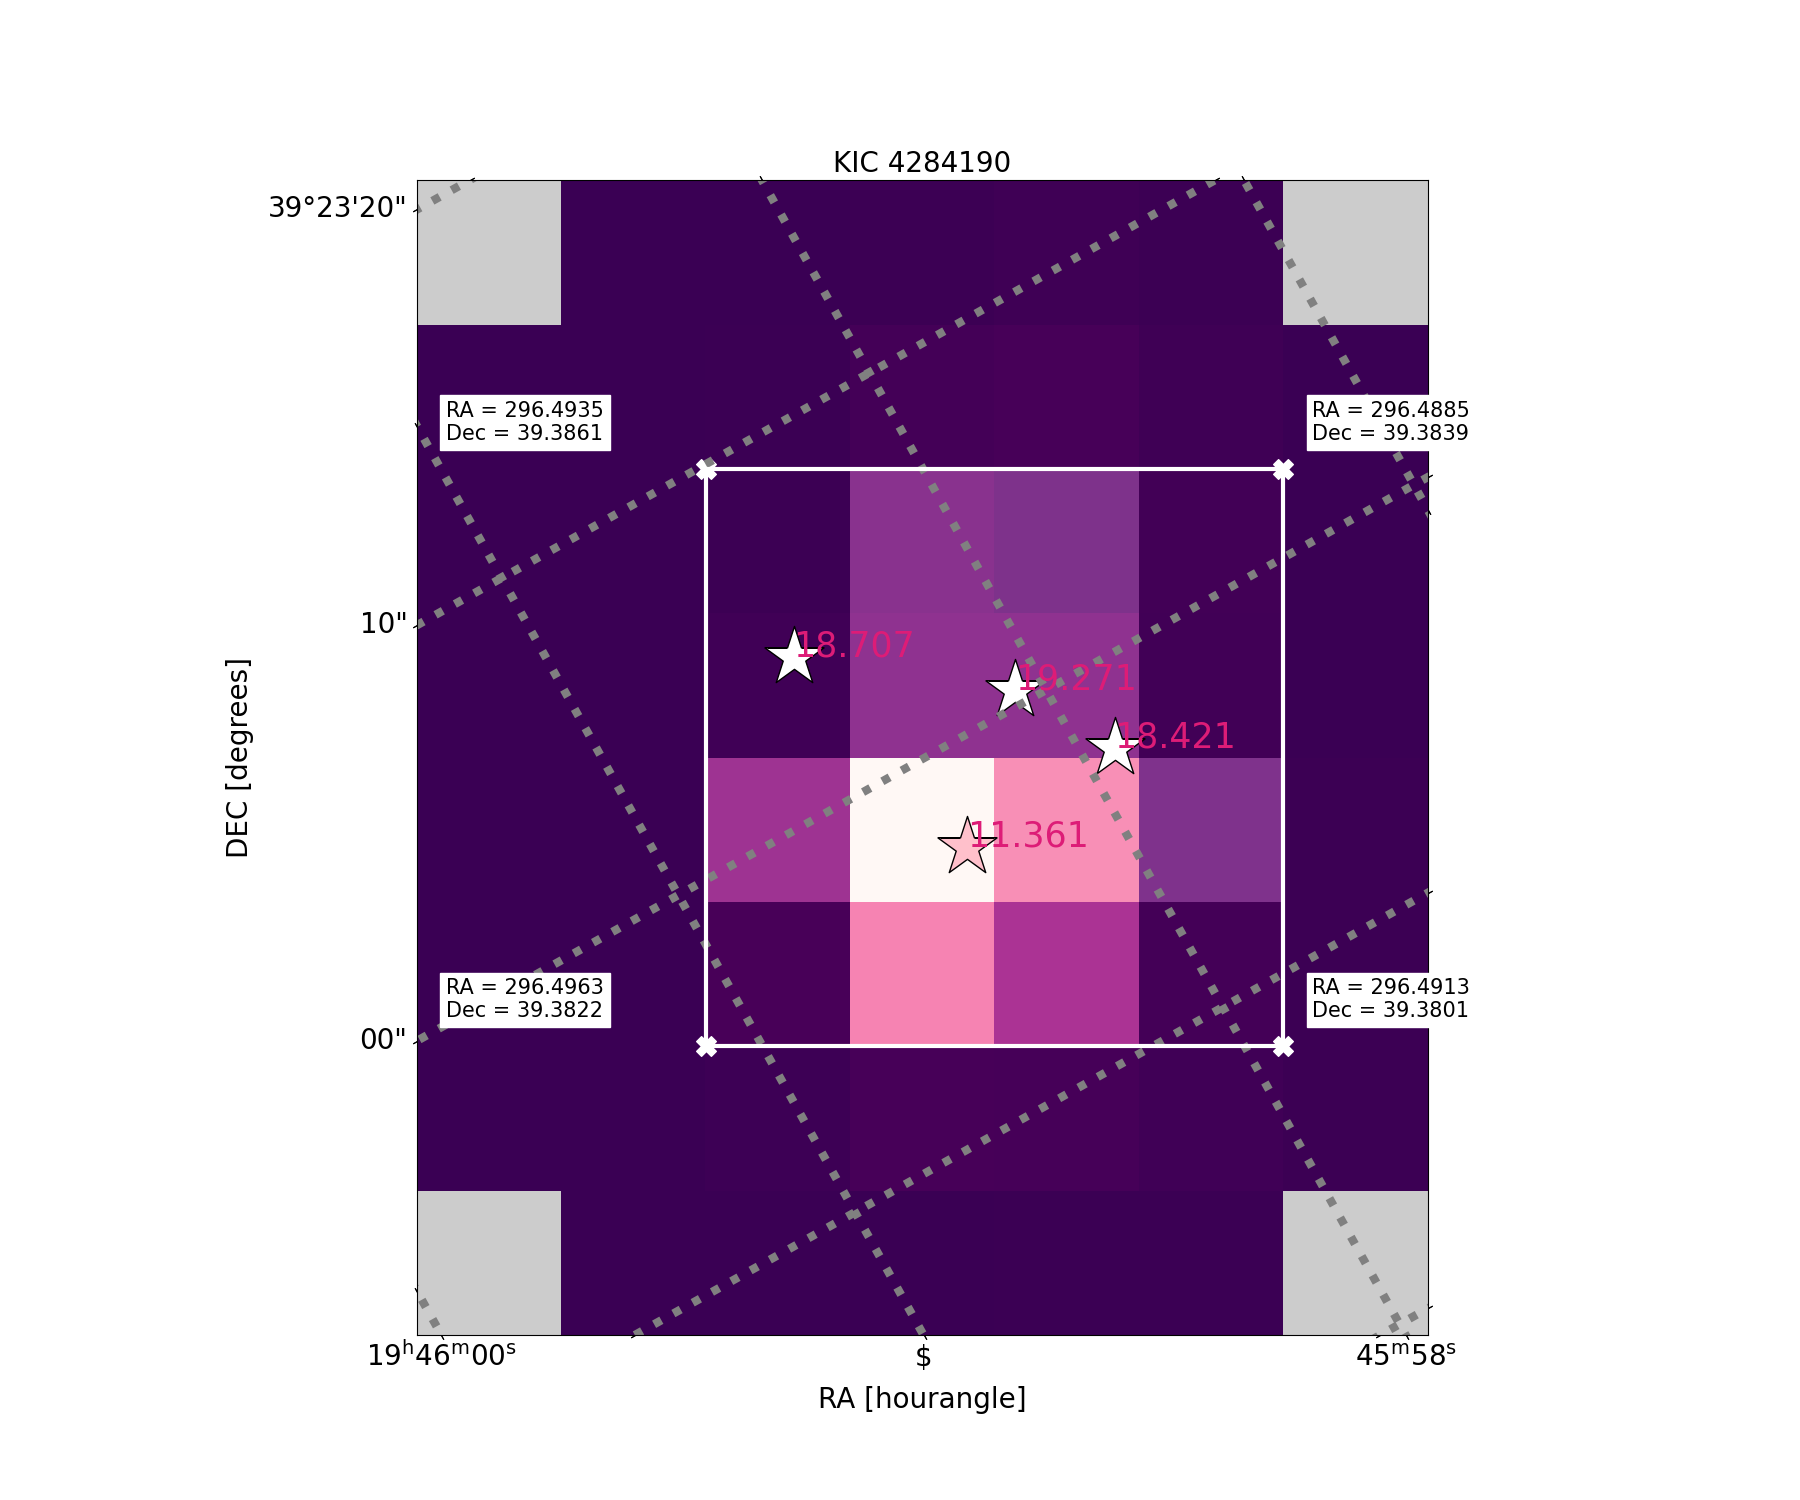 KIC 4284190
39°23'20"
RA = 296.4935
Dec = 39.3861
RA = 296.4885
Dec = 39.3839
10"
18.707
19.271
18.421
DEC [degrees]
11.361
RA = 296.4963
Dec = 39.3822
RA = 296.4913
Dec = 39.3801
00"
19ʰ46ᵐ00ˢ
$
45ᵐ58ˢ
RA [hourangle]